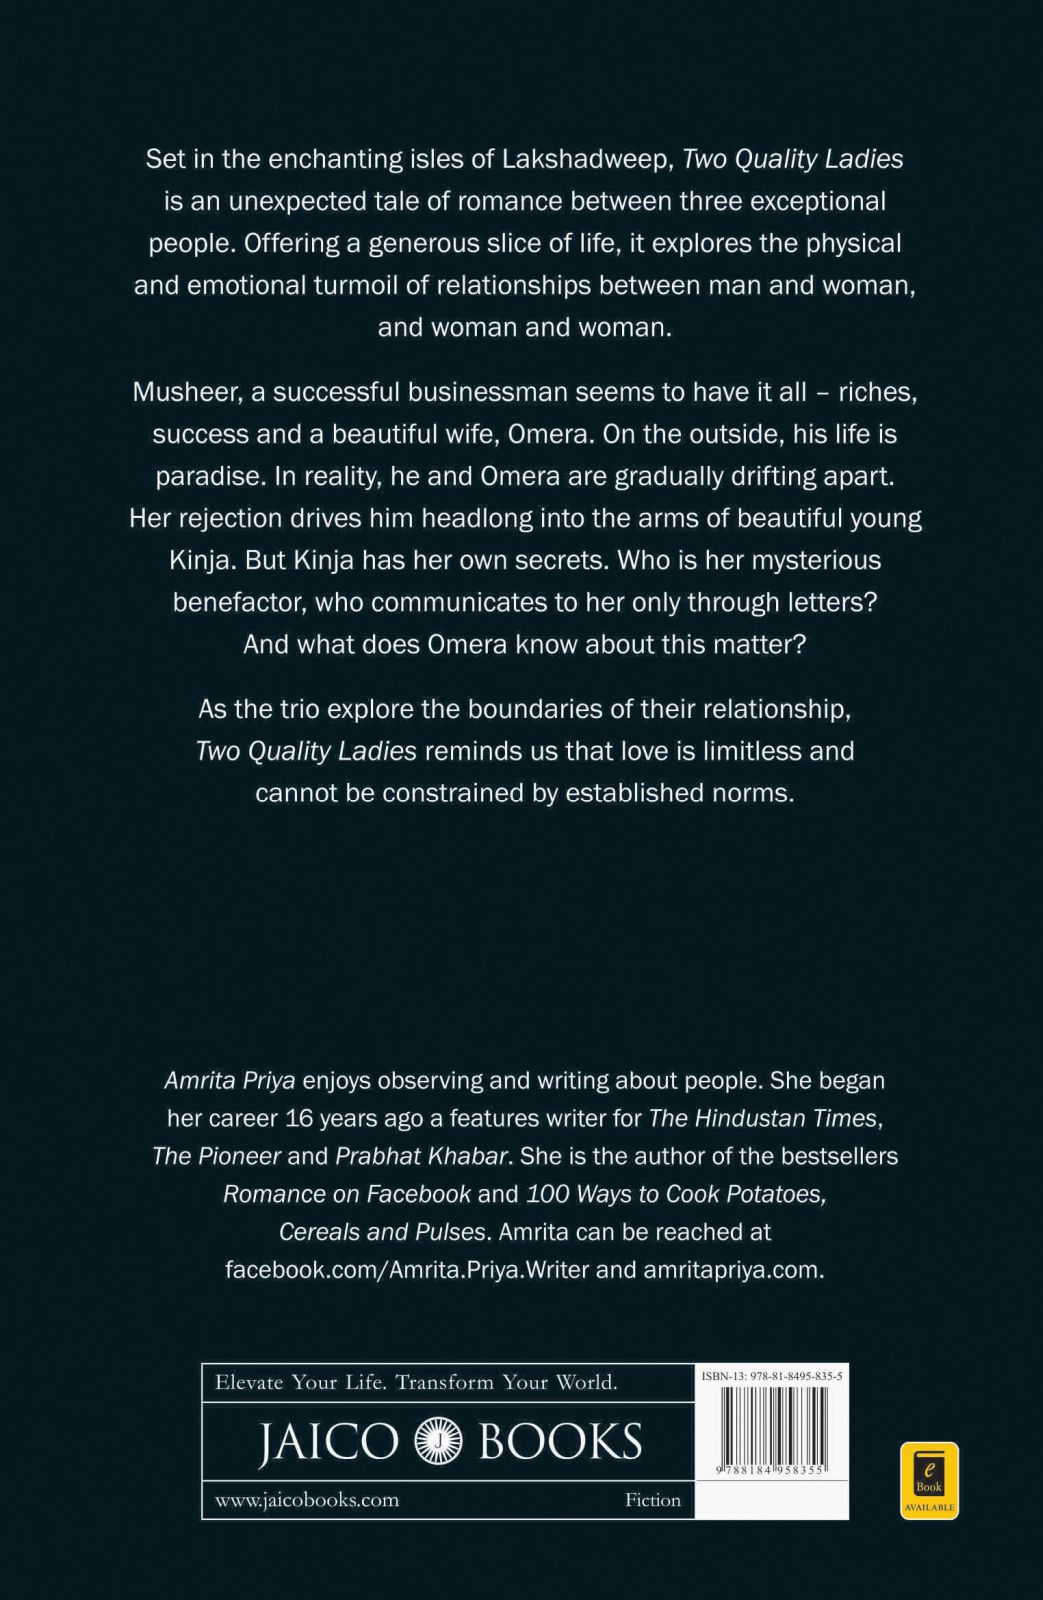 Set in the enchanting isles of Lakshadweep, Two Quality Ladies
is an unexpected tale of romance between three exceptional
people. Offering a generous slice of life, it explores the physical
and emotional turmoil of relationships between man and woman,
and woman and woman.
Musheer, a successful businessman seems to have it all – riches,
success and a beautiful wife, Omera. On the outside, his life is
paradise. In reality, he and Omera are gradually drifting apart.
Her rejection drives him headlong into the arms of beautiful young
Kinja. But Kinja has her own secrets. Who is her mysterious
benefactor, who communicates to her only through letters?
And what does Omera know about this matter?
As the trio explore the boundaries of their relationship,
Two Quality Ladies reminds us that love is limitless and
cannot be constrained by established norms.
Amrita Priya enjoys observing and writing about people. She began
her career 16 years ago a features writer for The Hindustan Times,
The Pioneer and Prabhat Khabar. She is the author of the bestsellers
Romance on Facebook and 100 Ways to Cook Potatoes,
Cereals and Pulses. Amrita can be reached at
facebook.com/Amrita.Priya.Writer and amritapriya.com.
Elevate Your Life. Transform Your World.
JAICO J BOOKS
www.jaicobooks.com Fiction
ISBN-13: 978-81-8495-835-5
9 788184 958355
e
Book
AVAILABLE